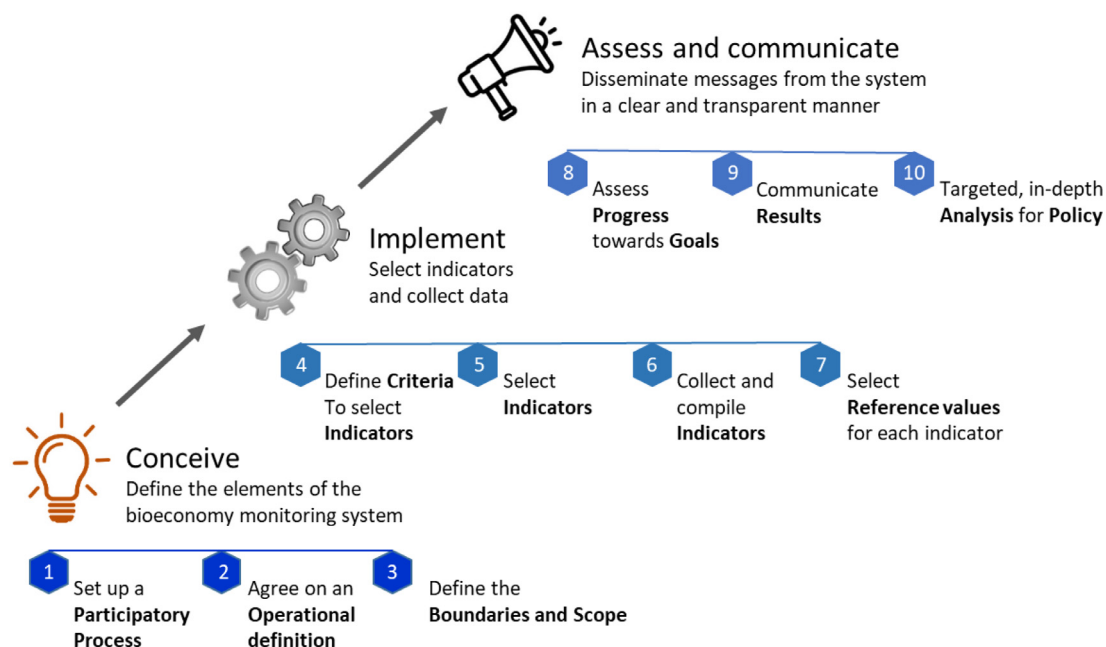 Assess and communicate
Disseminate messages from the system
in a clear and transparent manner
8
Assess
Progress
towards Goals
9
Communicate
Results
10
Targeted, in-depth
Analysis for Policy
Implement
Select indicators
and collect data
4
Define Criteria
To select
Indicators
5
Select
Indicators
6
Collect and
compile
Indicators
7
Select
Reference values
for each indicator
Conceive
Define the elements of the
bioeconomy monitoring system
1
Set up a
Participatory
Process
2
Agree on an
Operational
definition
3
Define the
Boundaries and Scope